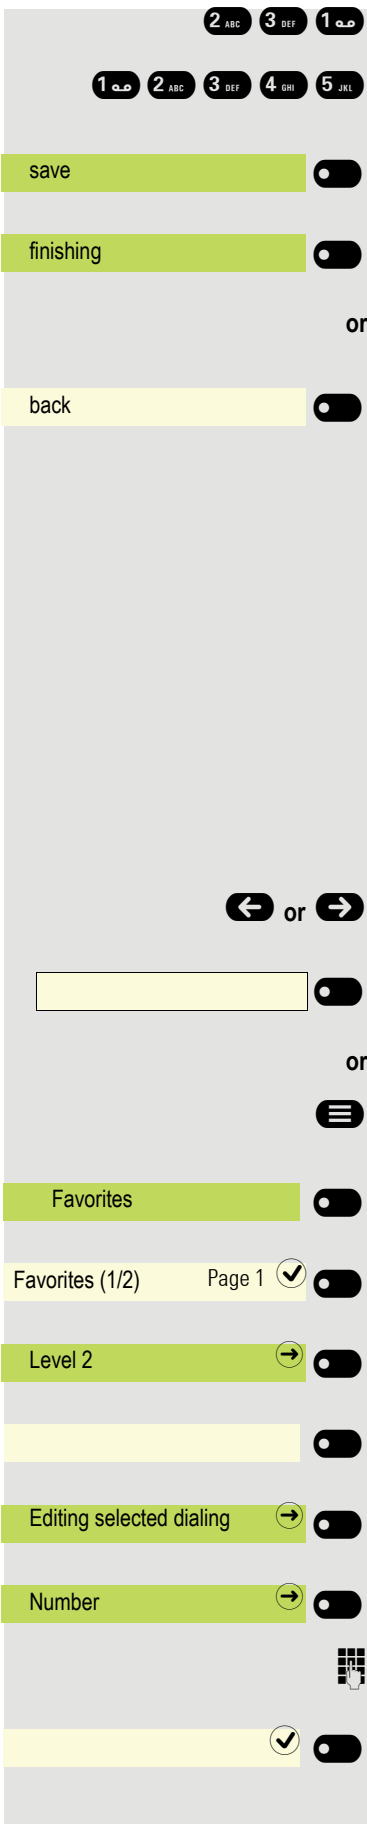 2 ABC 3 DEF 1
1 2 ABC 3 DEF 4 GHI 5 JKL
save
finishing
or
back
or
or
Favorites
Favorites (1/2) Page 1
Level 2
Editing selected dialing
Number